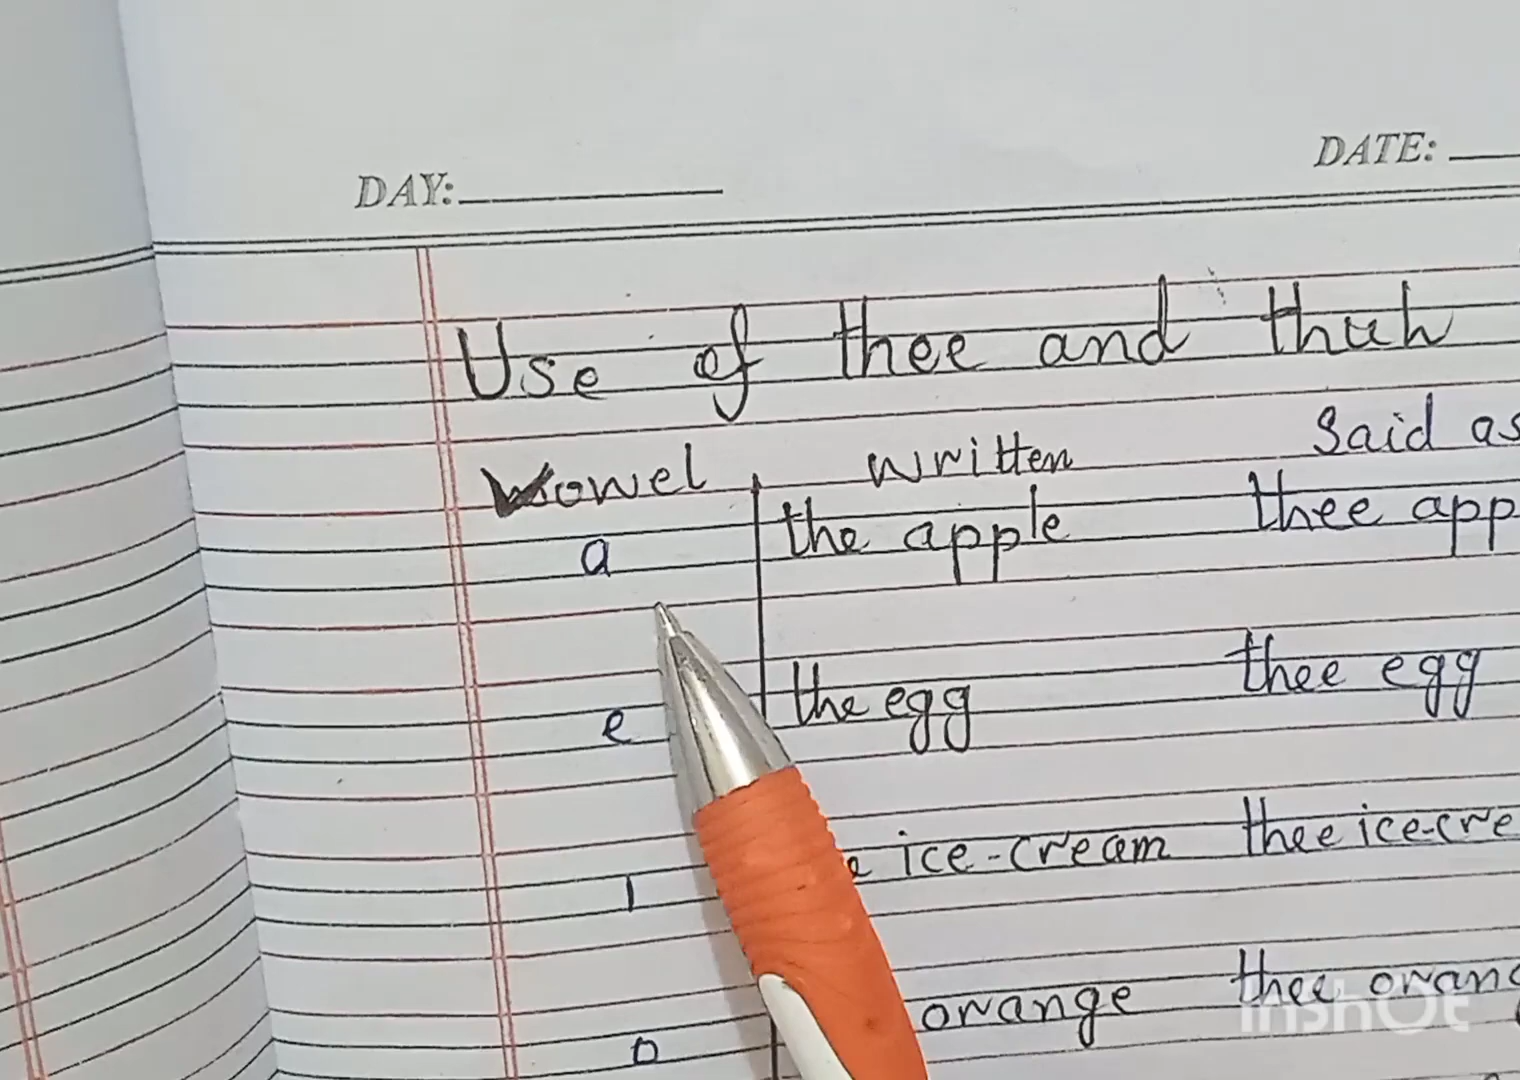 DAY: DATE:
Use of thee and thuh
Vowel written Said as
a the apple thee app
e the egg thee egg
i ice-cream thee ice-cre
o orange thee orang
InShOt